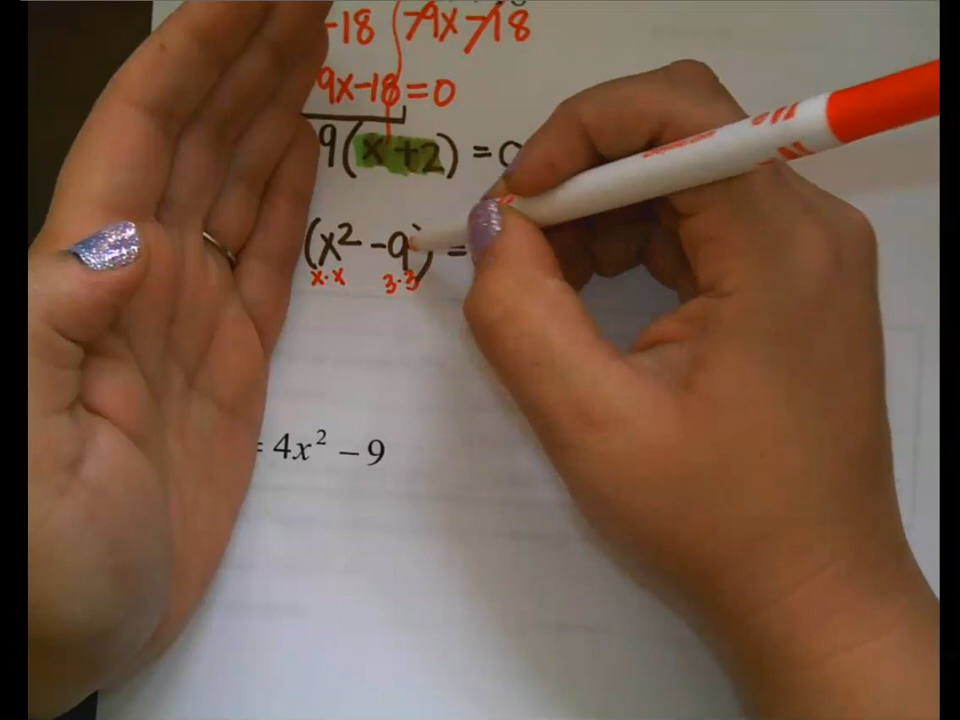 -18 -9x -18
9x-18=0
9(x+2) =0
(x² -9) =
x·x 3·3
= 4x² - 9